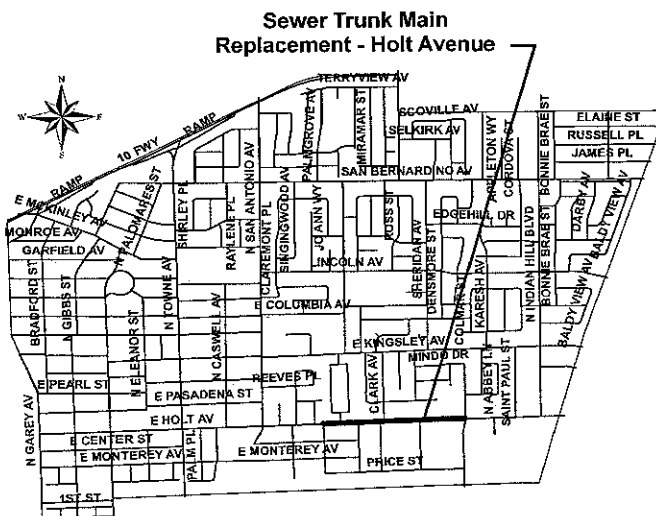 Sewer Trunk Main
Replacement - Holt Avenue
N
W
E
S
TERRYVIEW AV
RAMP
10 FWY
RAMP
PALMGROVE AV
MIRAMAR ST
SCOVILLE AV
SELKIRK AV
APPLETON WY
CORDOVA ST
BONNIE BRAE ST
ELAINE ST
RUSSELL PL
JAMES PL
SAN BERNARDINO AV
E MCKINLEY AV
MONROE AV
GARFIELD AV
N PALOMARES ST
SHIRLEY PL
RAYLENE PL
N SAN ANTONIO AV
CLAREMONT PL
SINGINGWOOD AV
JO ANN WY
ROSS ST
EDGEHILL DR
DARBY AV
BALDY VIEW AV
LINCOLN AV
SHERIDAN AV
DENSMORE ST
COLMAR ST
KARESH AV
N INDIAN HILL BLVD
BONNIE BRAE ST
BALDY VIEW AV
BRADFORD ST
N GIBBS ST
N TOWNE AV
E COLUMBIA AV
N ELEANOR ST
N CASWELL AV
E KINGSLEY AV
MINDO DR
CLARK AV
REEVES PL
E PEARL ST
E PASADENA ST
N ABBEY LN
SAINT PAUL ST
N GAREY AV
E HOLT AV
E CENTER ST
E MONTEREY AV
PALM PL
E MONTEREY AV
PRICE ST
1ST ST